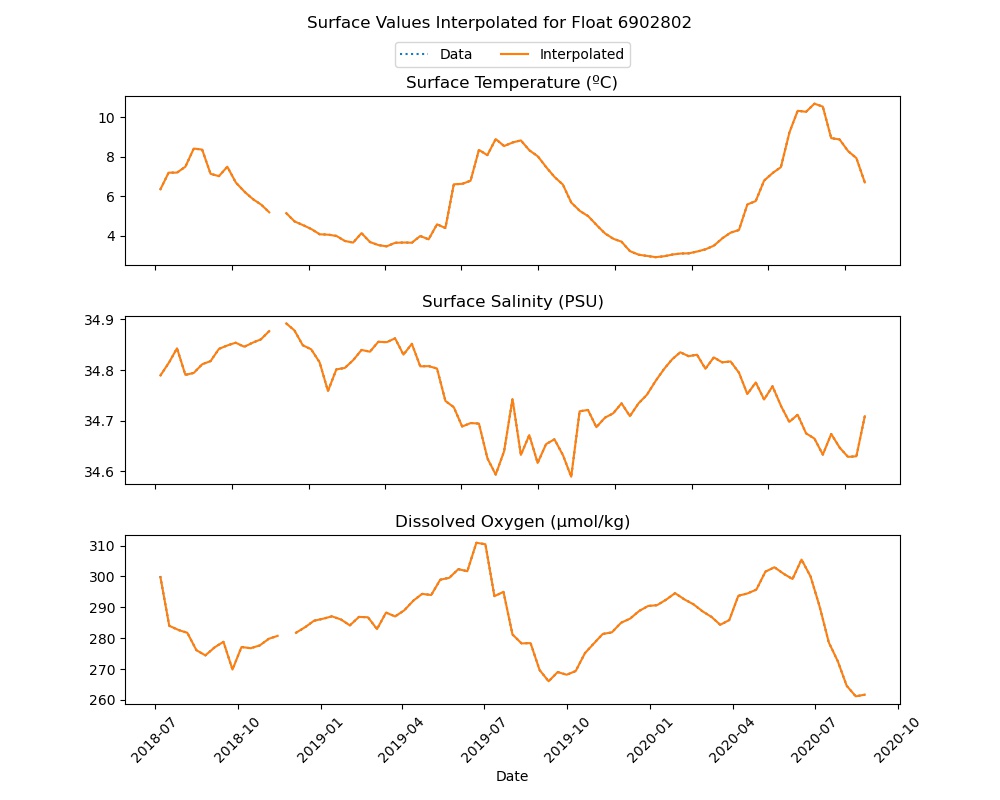 Surface Values Interpolated for Float 6902802
Data Interpolated
Surface Temperature (ºC)
10
8
6
4
Surface Salinity (PSU)
34.9
34.8
34.7
34.6
Dissolved Oxygen (µmol/kg)
310
300
290
280
270
260
2018-07 2018-10 2019-01 2019-04 2019-07 2019-10 2020-01 2020-04 2020-07 2020-10
Date